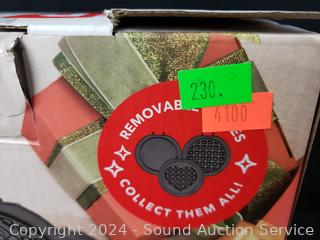 230.
4100
REMOVABLE
COLLECT THEM ALL!
Copyright - 2024 - Sound Auction Service